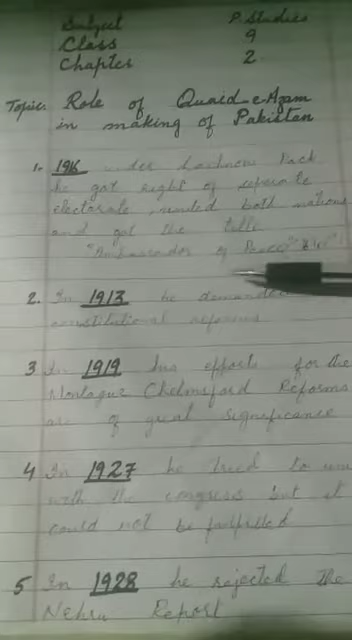 Subject P. Studies
Class 9
Chapter 2
Topic: Role of Quaid-e-Azam
in making of Pakistan
1. 1916 under Lucknow Pact
he got right of seperate
electorate, united both nations
and got the title
"Ambassador of Peace"
2. In 1913 he demanded
constitutional reforms
3 In 1919 his efforts for the
Montague Chelmsford Reforms
are of great significance
4 In 1927 he tried to
with the congress but it
could not be fulfilled
5 In 1928 he rejected the
Nehru Report